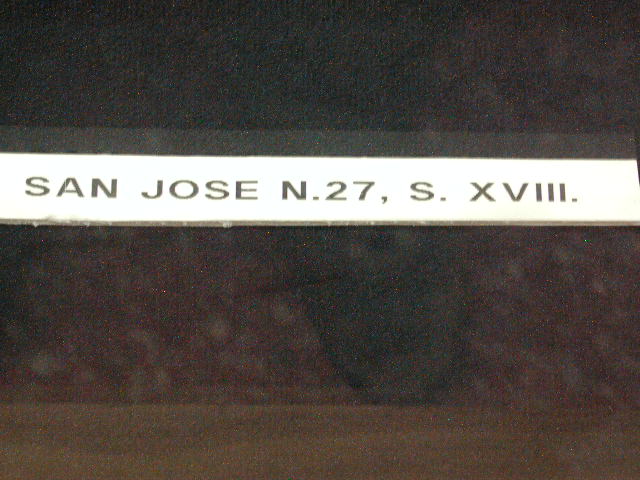 SAN JOSE N.27, S. XVIII.